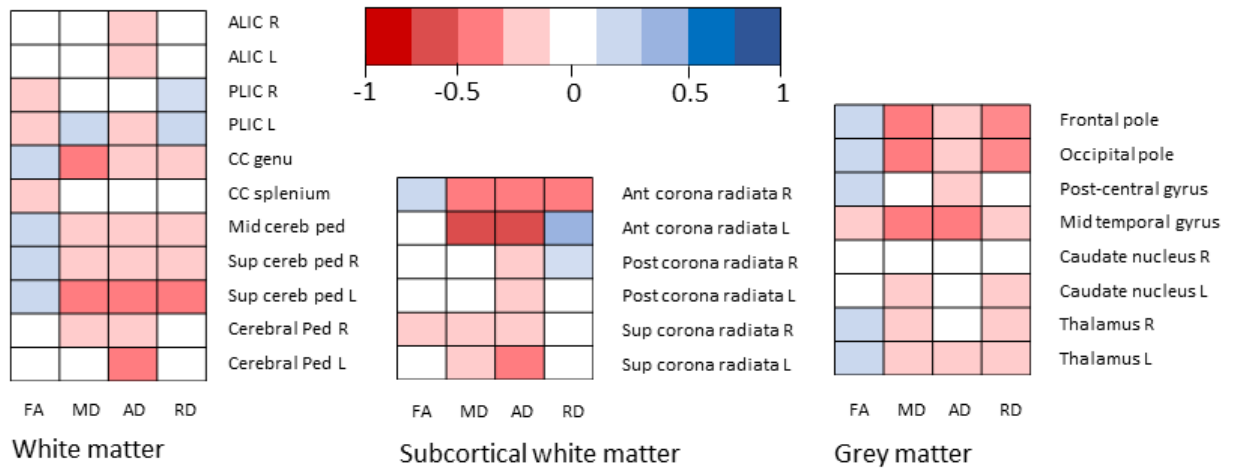 ALIC R
ALIC L
PLIC R
PLIC L
CC genu
CC splenium
Mid cereb ped
Sup cereb ped R
Sup cereb ped L
Cerebral Ped R
Cerebral Ped L
FA MD AD RD
White matter
-1 -0.5 0 0.5 1
Ant corona radiata R
Ant corona radiata L
Post corona radiata R
Post corona radiata L
Sup corona radiata R
Sup corona radiata L
FA MD AD RD
Subcortical white matter
Frontal pole
Occipital pole
Post-central gyrus
Mid temporal gyrus
Caudate nucleus R
Caudate nucleus L
Thalamus R
Thalamus L
FA MD AD RD
Grey matter